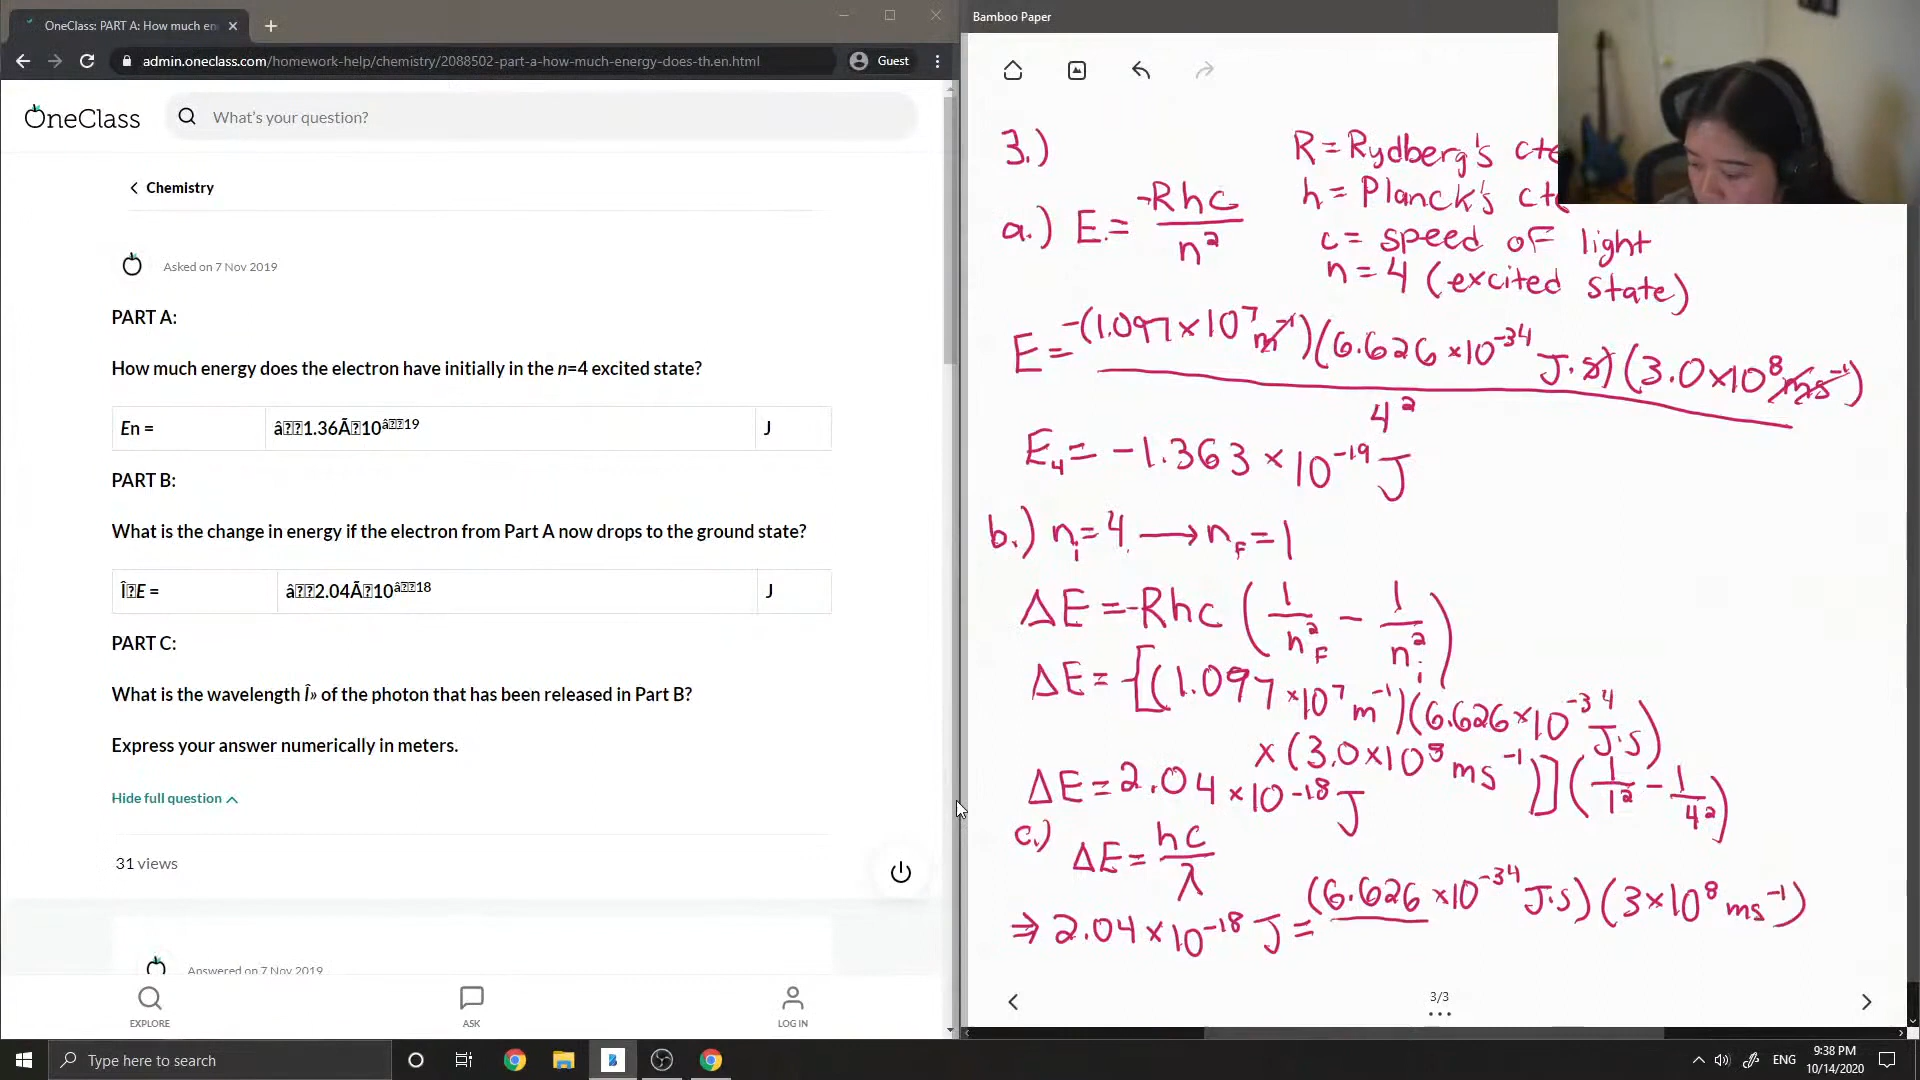 OneClass: PART A: How much en
Bamboo Paper
admin.oneclass.com/homework-help/chemistry/2088502-part-a-how-much-energy-does-th.en.html
Guest
OneClass
What's your question?
Chemistry
Asked on 7 Nov 2019
PART A:
How much energy does the electron have initially in the n=4 excited state?
En =
1.36Ã 10 19
J
PART B:
What is the change in energy if the electron from Part A now drops to the ground state?
E =
2.04Ã 10 18
J
PART C:
What is the wavelength Î» of the photon that has been released in Part B?
Express your answer numerically in meters.
Hide full question
31 views
Answered on 7 Nov 2019
EXPLORE
ASK
LOG IN
3.)
R = Rydberg's cte
h = Planck's cte
c = speed of light
n = 4 (excited state)
a.) E = -Rhc / n²
E = -(1.097 × 10⁷ m⁻¹)(6.626 × 10⁻³⁴ J·s)(3.0 × 10⁸ ms⁻¹) / 4²
E₄ = -1.363 × 10⁻¹⁹ J
b.) nᵢ = 4 → n_F = 1
ΔE = -Rhc (1/n_F² - 1/nᵢ²)
ΔE = -[(1.097 × 10⁷ m⁻¹)(6.626 × 10⁻³⁴ J·s)
× (3.0 × 10⁸ ms⁻¹)] (1/1² - 1/4²)
ΔE = 2.04 × 10⁻¹⁸ J
c.) ΔE = hc / λ
⇒ 2.04 × 10⁻¹⁸ J = (6.626 × 10⁻³⁴ J·s)(3 × 10⁸ ms⁻¹)
3/3
Type here to search
ENG
9:38 PM
10/14/2020